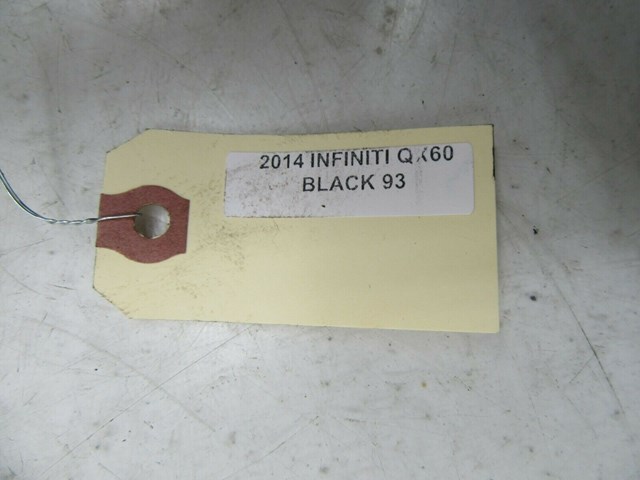 2014 INFINITI QX60
BLACK 93